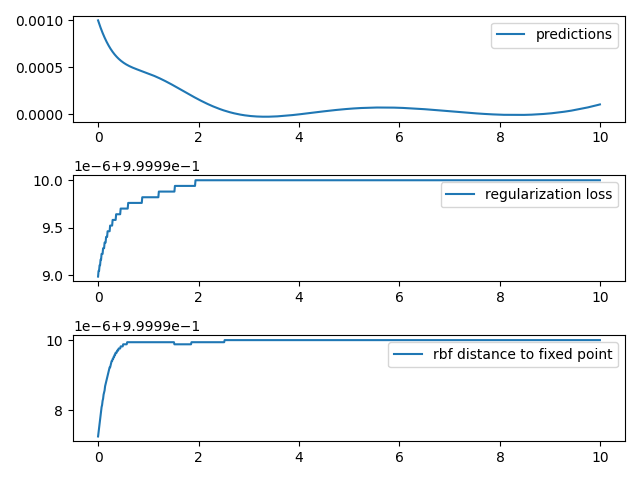 0.0010
0.0005
0.0000
predictions
0 2 4 6 8 10
1e−6+9.9999e−1
10.0
9.5
9.0
regularization loss
0 2 4 6 8 10
1e−6+9.9999e−1
10
8
rbf distance to fixed point
0 2 4 6 8 10